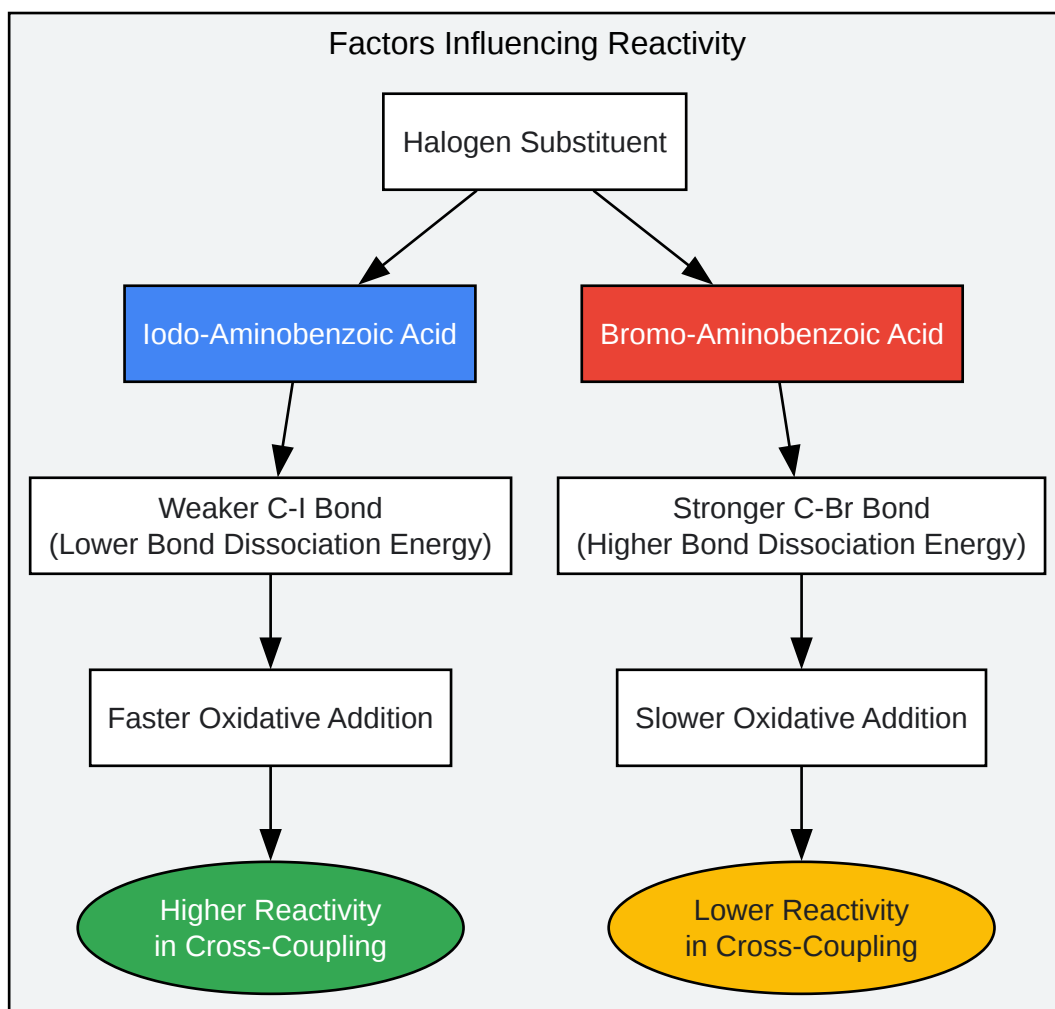 Factors Influencing Reactivity
Halogen Substituent
Iodo-Aminobenzoic Acid
Bromo-Aminobenzoic Acid
Weaker C-I Bond
(Lower Bond Dissociation Energy)
Stronger C-Br Bond
(Higher Bond Dissociation Energy)
Faster Oxidative Addition
Slower Oxidative Addition
Higher Reactivity
in Cross-Coupling
Lower Reactivity
in Cross-Coupling